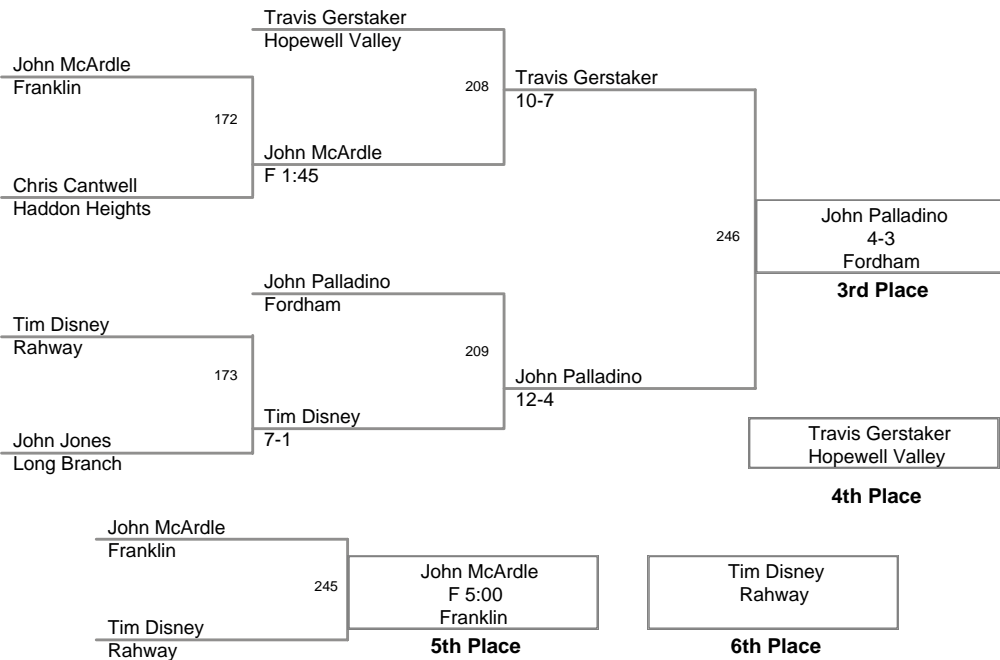 Travis Gerstaker
Hopewell Valley
John McArdle
Franklin
208
Travis Gerstaker
10-7
172
John McArdle
F 1:45
Chris Cantwell
Haddon Heights
246
John Palladino
4-3
Fordham
3rd Place
John Palladino
Fordham
Tim Disney
Rahway
209
173
John Palladino
12-4
Tim Disney
7-1
John Jones
Long Branch
Travis Gerstaker
Hopewell Valley
4th Place
John McArdle
Franklin
245
John McArdle
F 5:00
Franklin
5th Place
Tim Disney
Rahway
6th Place
Tim Disney
Rahway